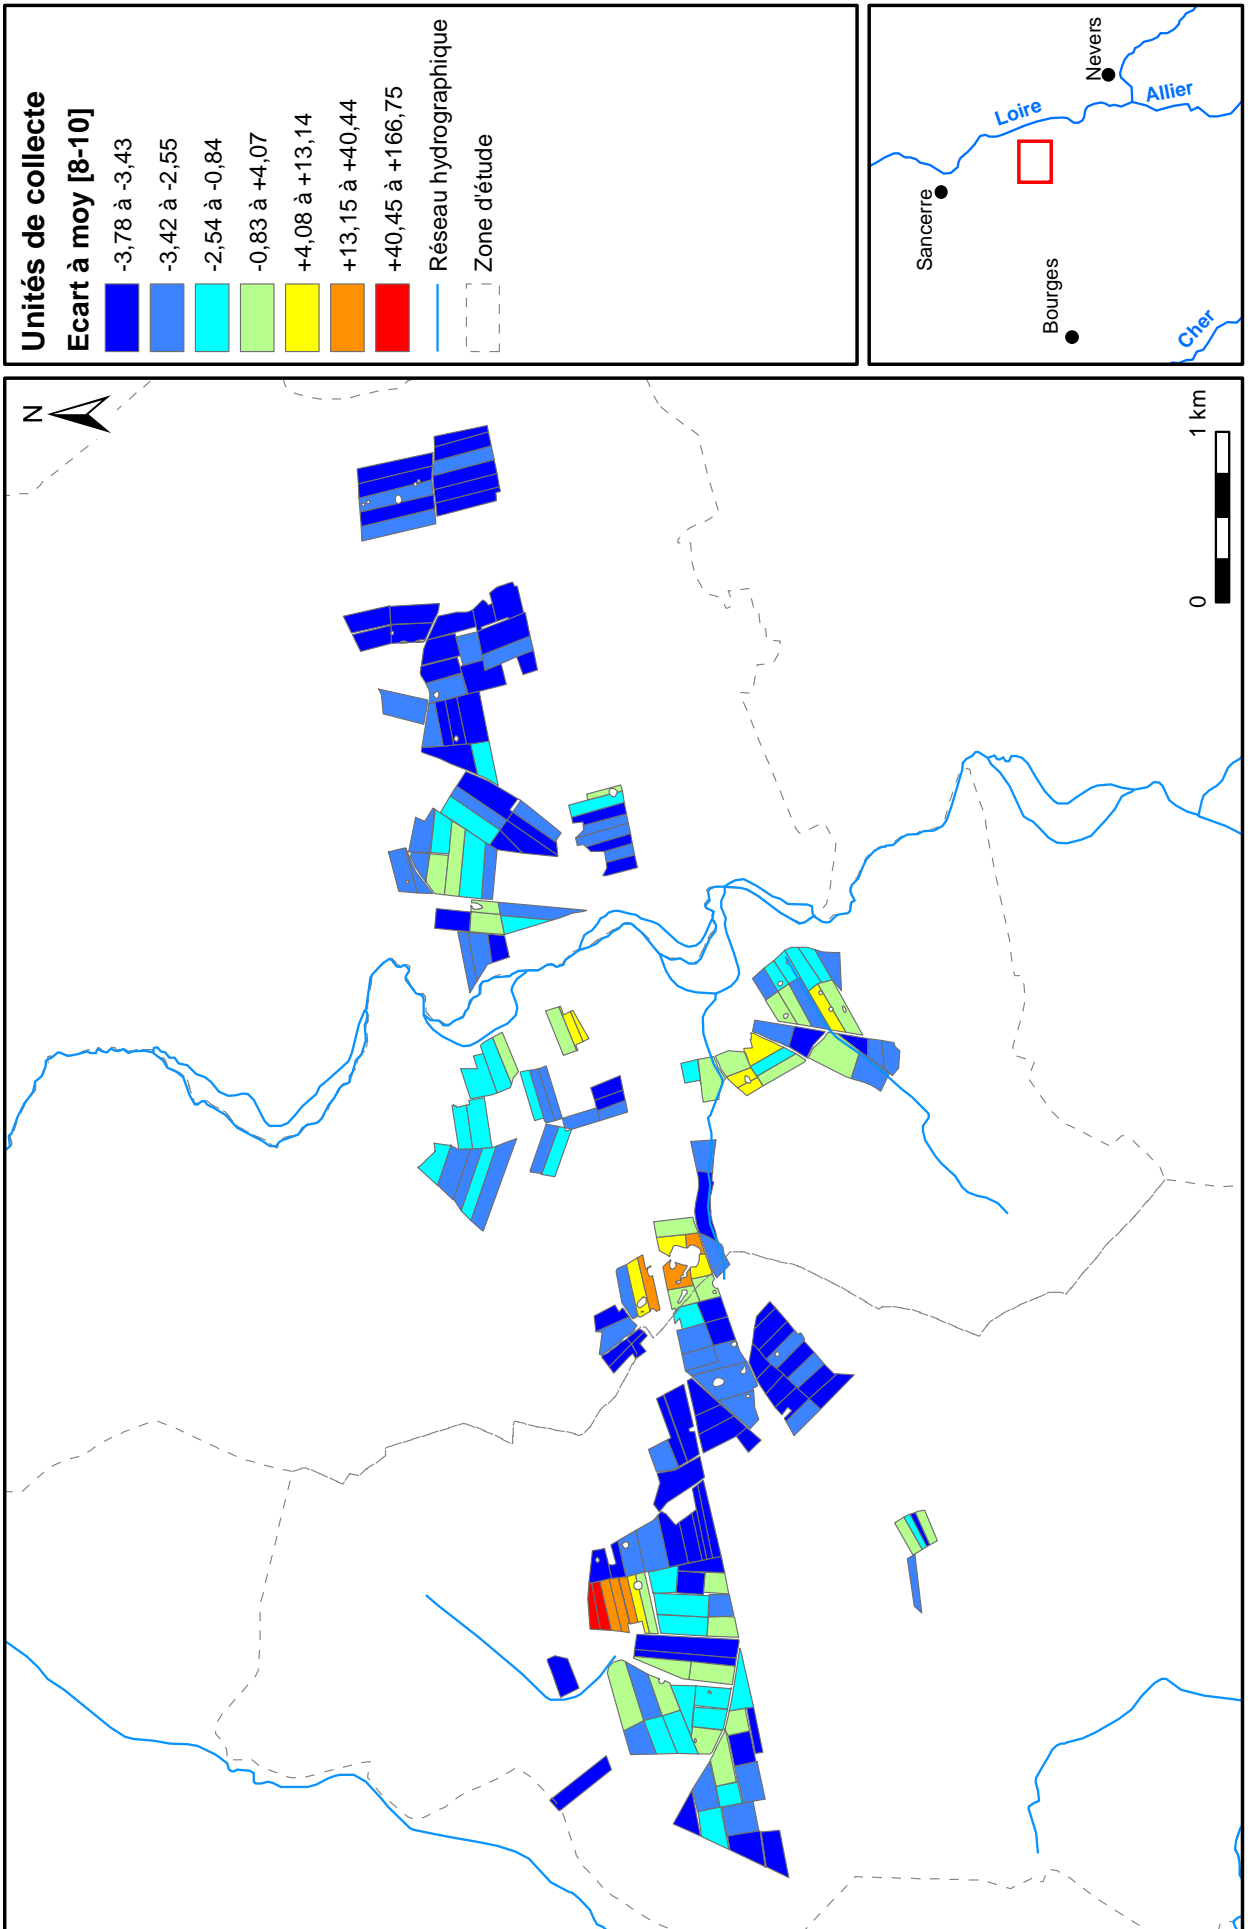 Unités de collecte
Ecart à moy [8-10]
-3,78 à -3,43
-3,42 à -2,55
-2,54 à -0,84
-0,83 à +4,07
+4,08 à +13,14
+13,15 à +40,44
+40,45 à +166,75
Réseau hydrographique
Zone d'étude
Sancerre
Loire
Nevers
Allier
Bourges
Cher
N
0
1 km